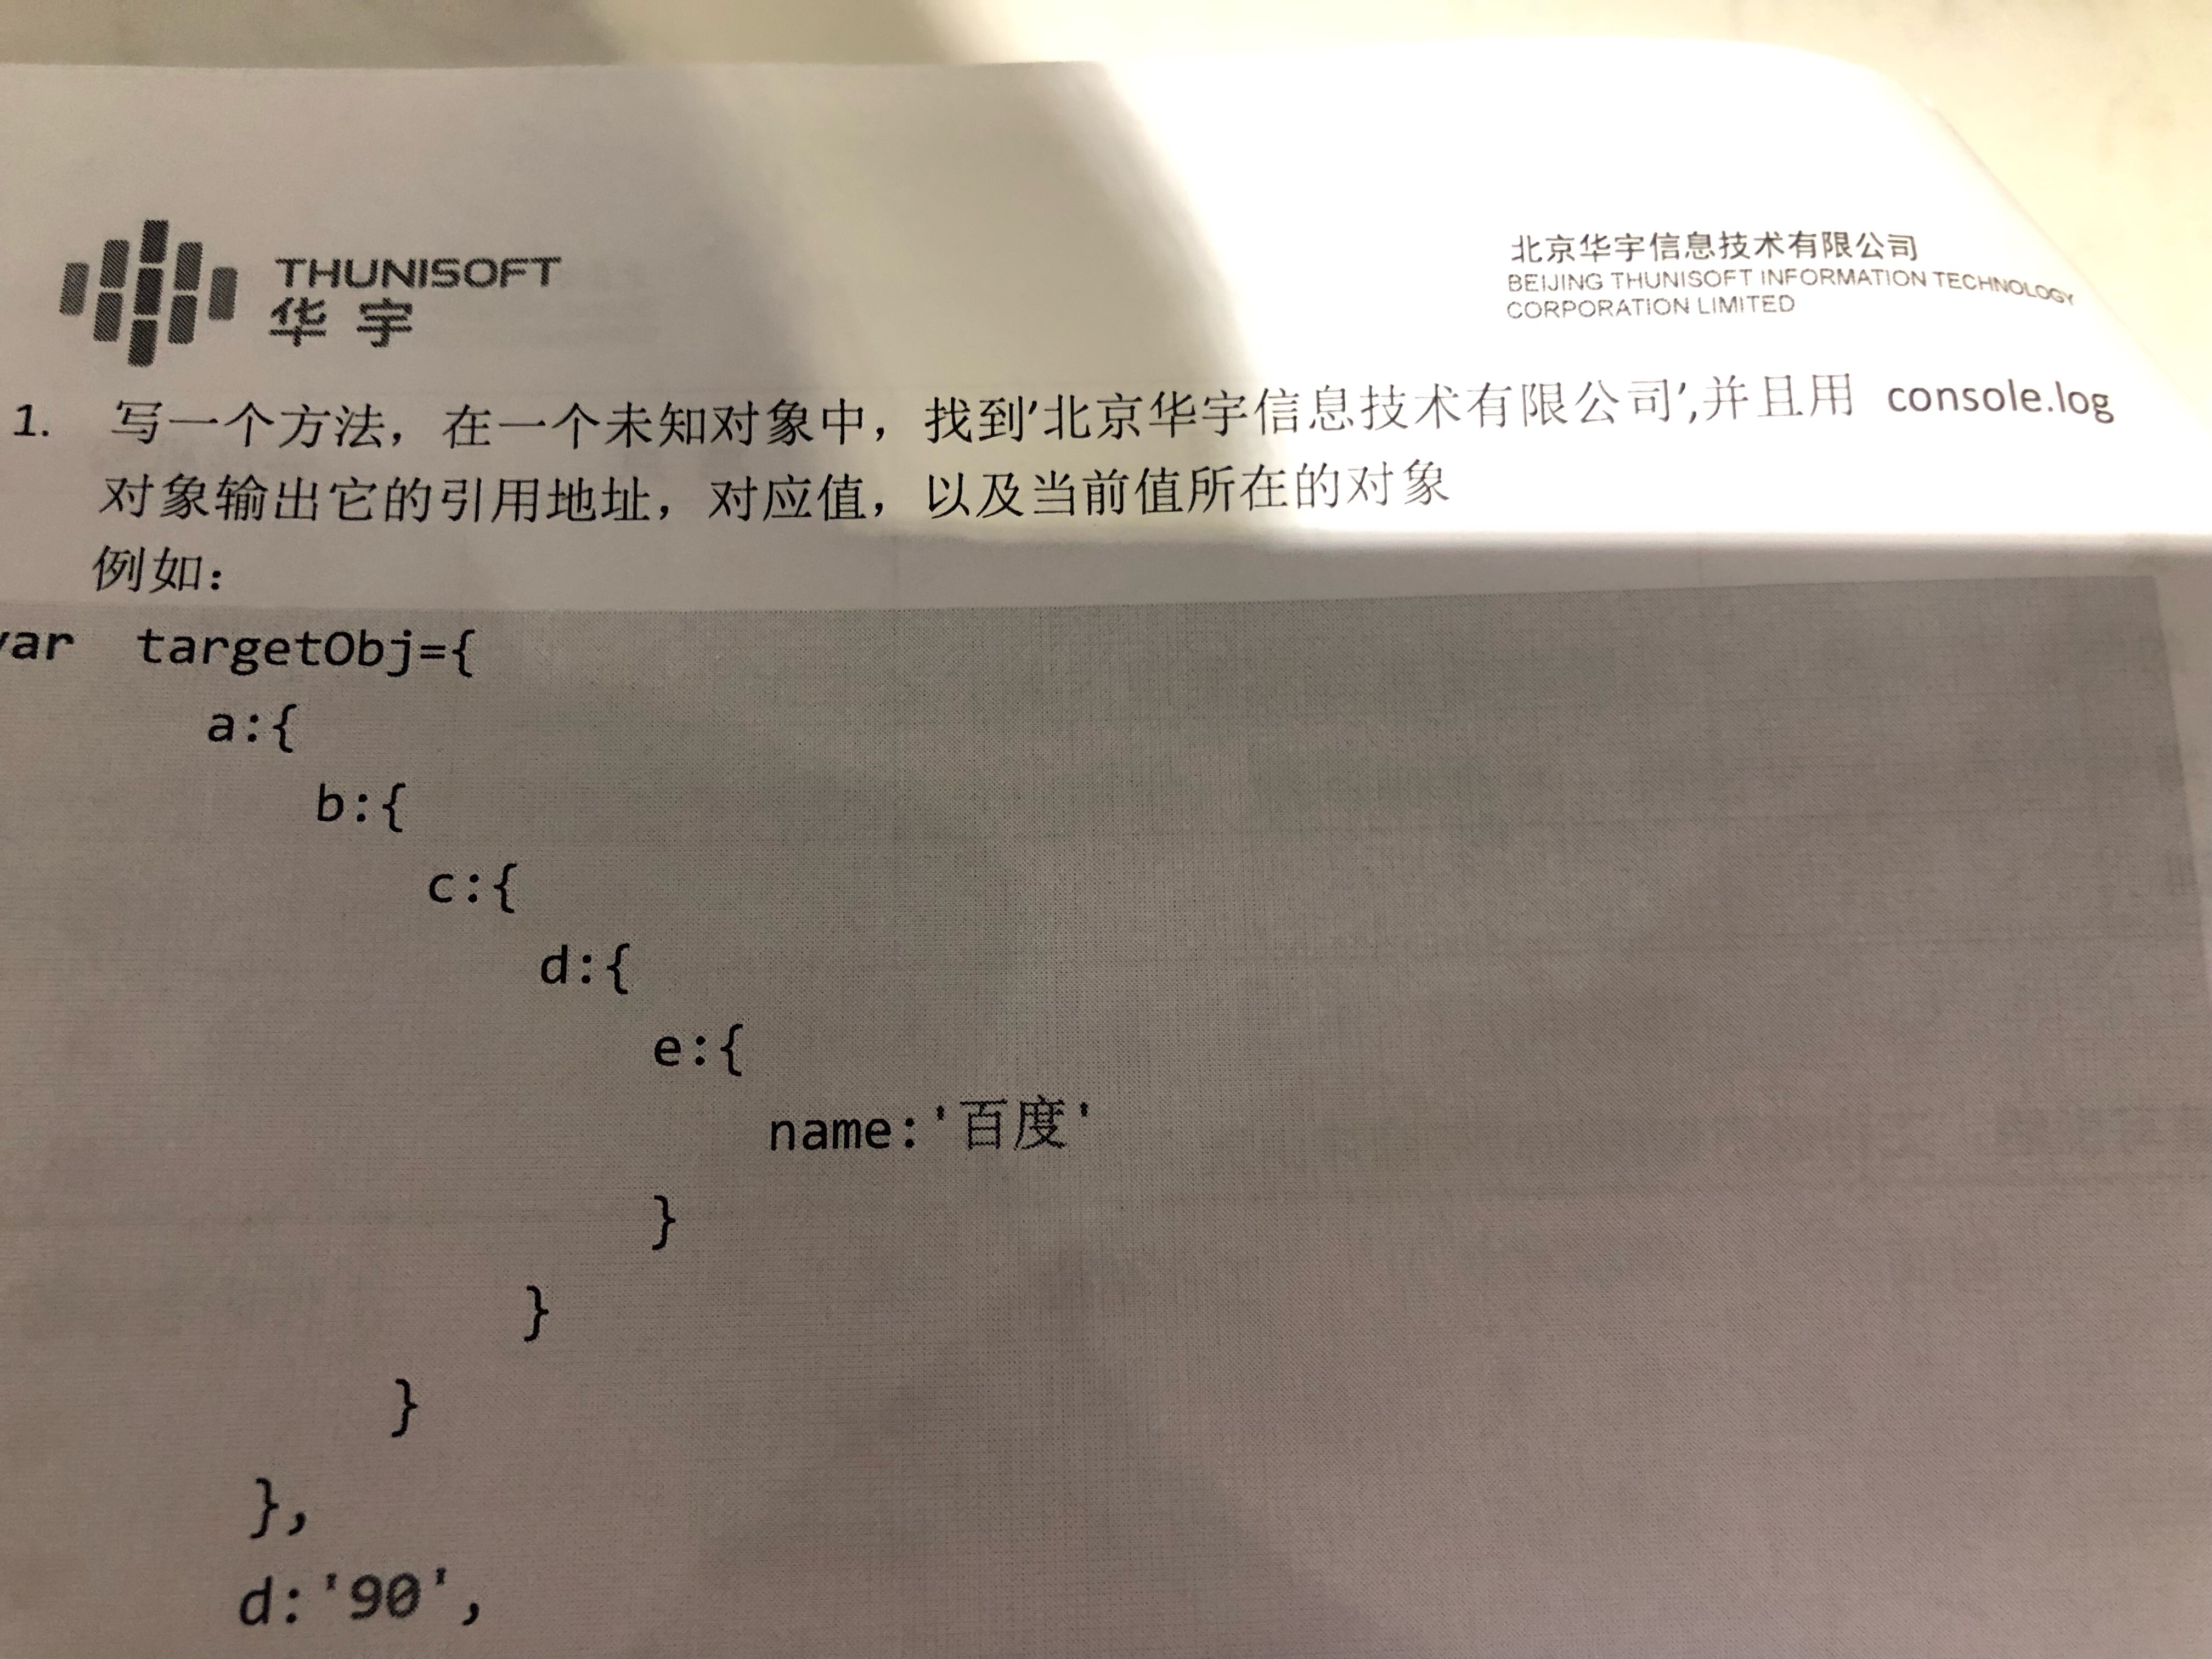 THUNISOFT
华宇
北京华宇信息技术有限公司
BEIJING THUNISOFT INFORMATION TECHNOLOGY
CORPORATION LIMITED
1. 写一个方法，在一个未知对象中，找到'北京华宇信息技术有限公司',并且用 console.log
对象输出它的引用地址，对应值，以及当前值所在的对象
例如：
var targetObj={
a:{
b:{
c:{
d:{
e:{
name:'百度'
}
}
}
},
d:'90',